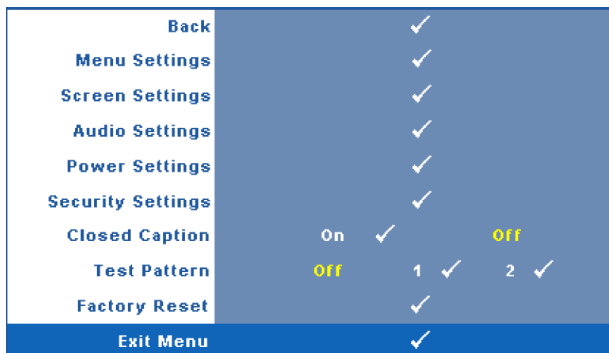 Back ✓
Menu Settings ✓
Screen Settings ✓
Audio Settings ✓
Power Settings ✓
Security Settings ✓
Closed Caption On ✓ Off
Test Pattern Off 1 ✓ 2 ✓
Factory Reset ✓
Exit Menu ✓